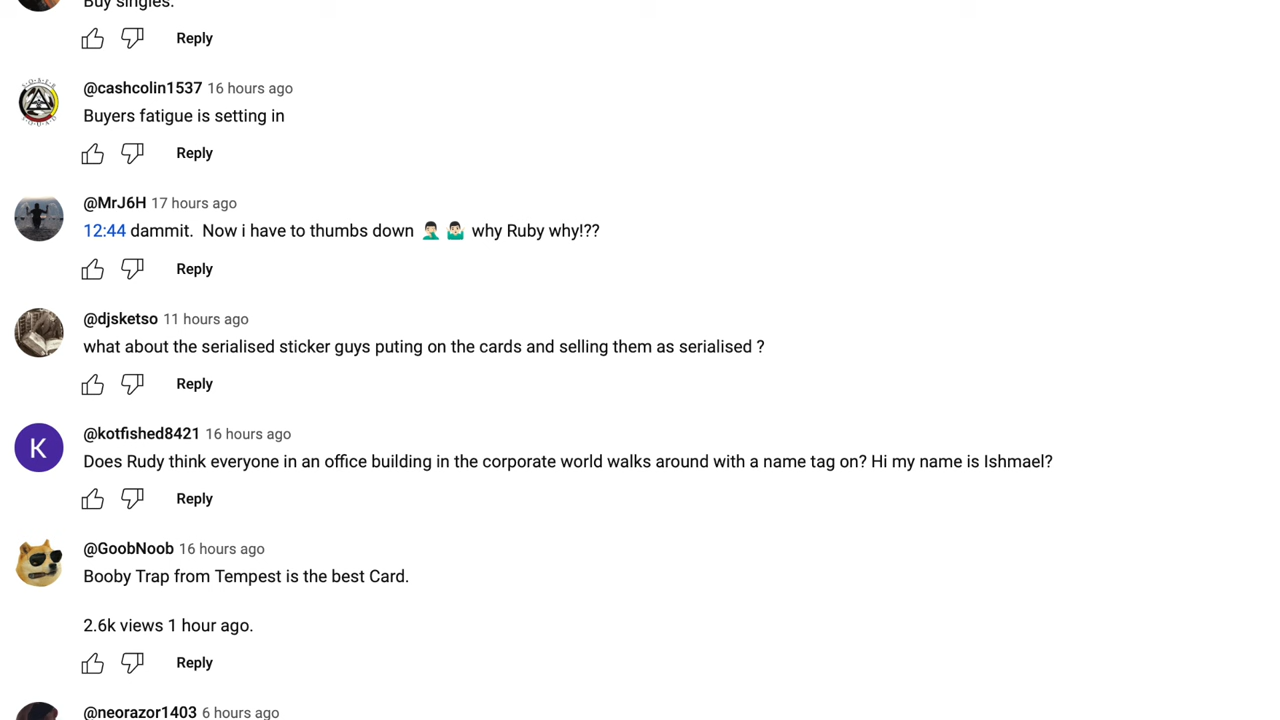 Buy singles.
Reply
@cashcolin1537 16 hours ago
Buyers fatigue is setting in
Reply
@MrJ6H 17 hours ago
12:44 dammit.  Now i have to thumbs down 🤦🏻‍♂️ 🤷🏻‍♂️ why Ruby why!??
Reply
@djsketso 11 hours ago
what about the serialised sticker guys puting on the cards and selling them as serialised ?
Reply
K
@kotfished8421 16 hours ago
Does Rudy think everyone in an office building in the corporate world walks around with a name tag on? Hi my name is Ishmael?
Reply
@GoobNoob 16 hours ago
Booby Trap from Tempest is the best Card.
2.6k views 1 hour ago.
Reply
@neorazor1403 6 hours ago